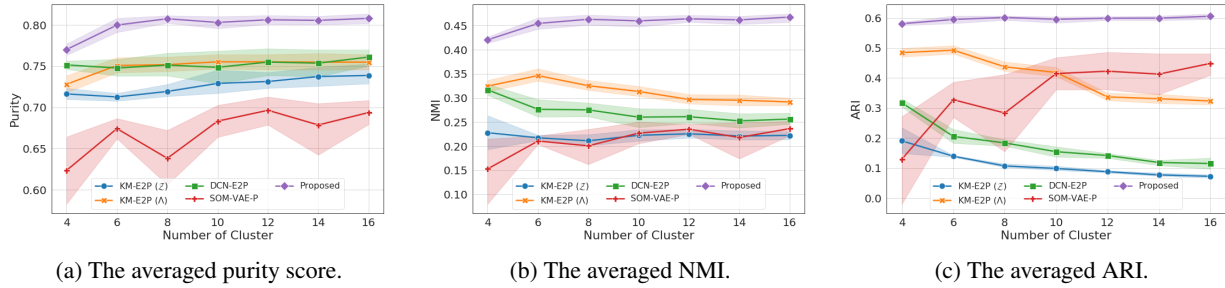 0.80
0.75
0.70
0.65
0.60
Purity
KM-E2P (Z)
KM-E2P (Λ)
DCN-E2P
SOM-VAE-P
Proposed
4 6 8 10 12 14 16
Number of Cluster
(a) The averaged purity score.
0.45
0.40
0.35
0.30
0.25
0.20
0.15
0.10
NMI
KM-E2P (Z)
KM-E2P (Λ)
DCN-E2P
SOM-VAE-P
Proposed
4 6 8 10 12 14 16
Number of Cluster
(b) The averaged NMI.
0.6
0.5
0.4
0.3
0.2
0.1
0.0
ARI
KM-E2P (Z)
KM-E2P (Λ)
DCN-E2P
SOM-VAE-P
Proposed
4 6 8 10 12 14 16
Number of Cluster
(c) The averaged ARI.